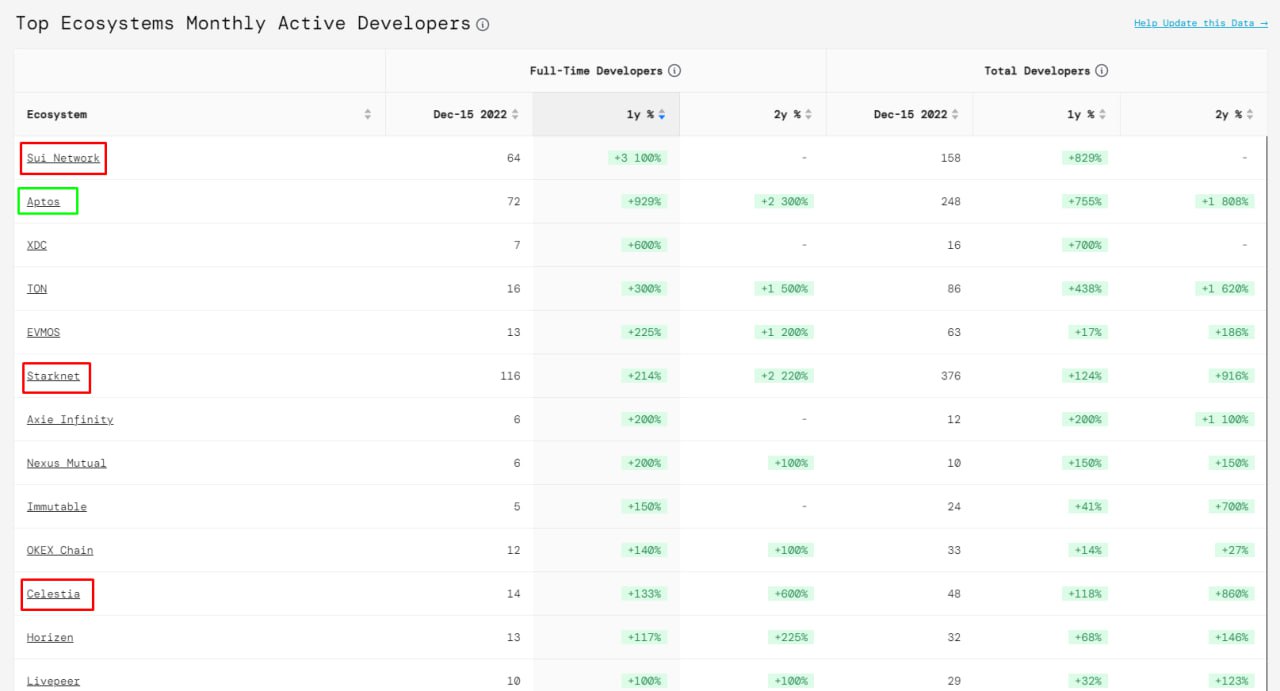 Top Ecosystems Monthly Active Developers
Help Update this Data →
Full-Time Developers Total Developers
Ecosystem Dec-15 2022 1y % 2y % Dec-15 2022 1y % 2y %
Sui Network 64 +3 100% - 158 +829% -
Aptos 72 +929% +2 300% 248 +755% +1 808%
XDC 7 +600% - 16 +700% -
TON 16 +300% +1 500% 86 +438% +1 620%
EVMOS 13 +225% +1 200% 63 +17% +186%
Starknet 116 +214% +2 220% 376 +124% +916%
Axie Infinity 6 +200% - 12 +200% +1 100%
Nexus Mutual 6 +200% +100% 10 +150% +150%
Immutable 5 +150% - 24 +41% +700%
OKEX Chain 12 +140% +100% 33 +14% +27%
Celestia 14 +133% +600% 48 +118% +860%
Horizen 13 +117% +225% 32 +68% +146%
Livepeer 10 +100% +100% 29 +32% +123%